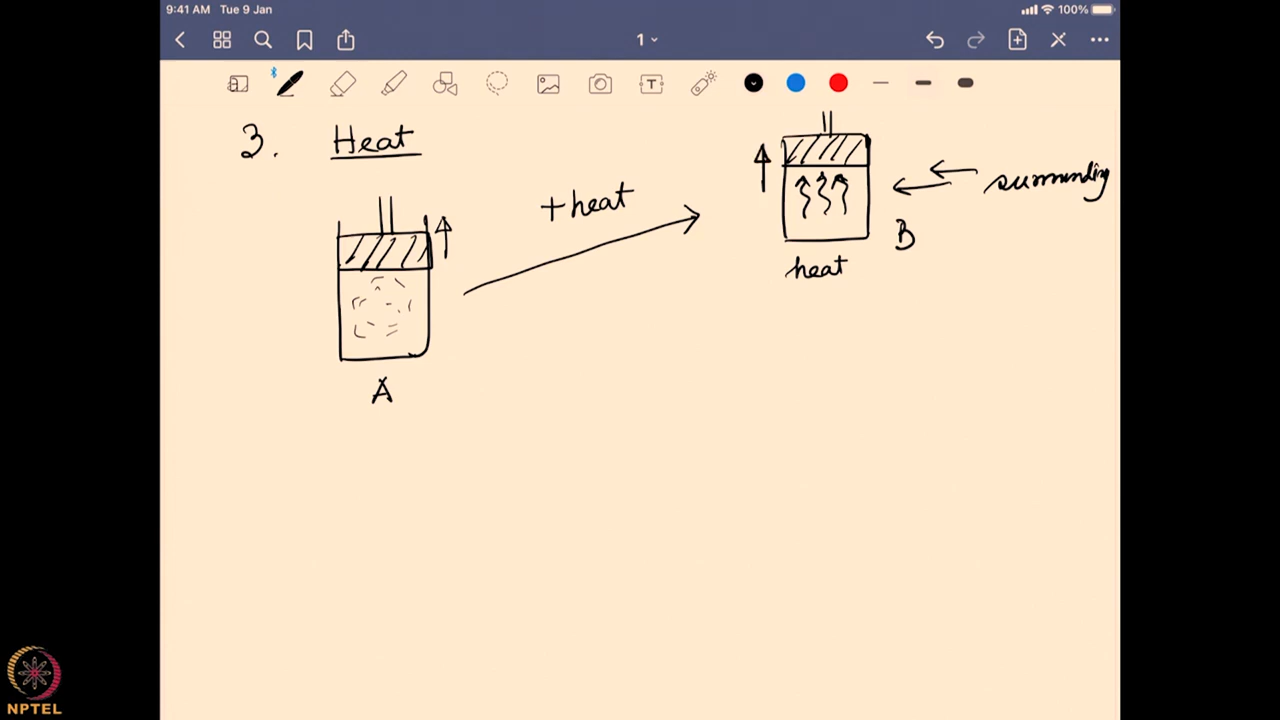 9:41 AM Tue 9 Jan
100%
1
T
3. Heat
+heat
surrounding
B
heat
A
NPTEL